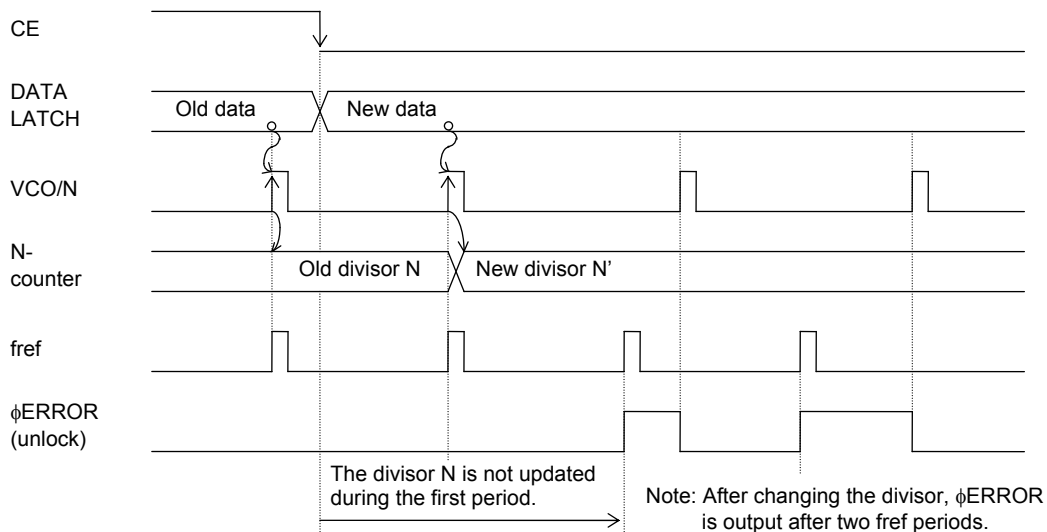 CE
DATA
LATCH
Old data
New data
VCO/N
N-
counter
Old divisor N
New divisor N’
fref
ϕERROR
(unlock)
The divisor N is not updated
during the first period.
Note: After changing the divisor, ϕERROR
is output after two fref periods.